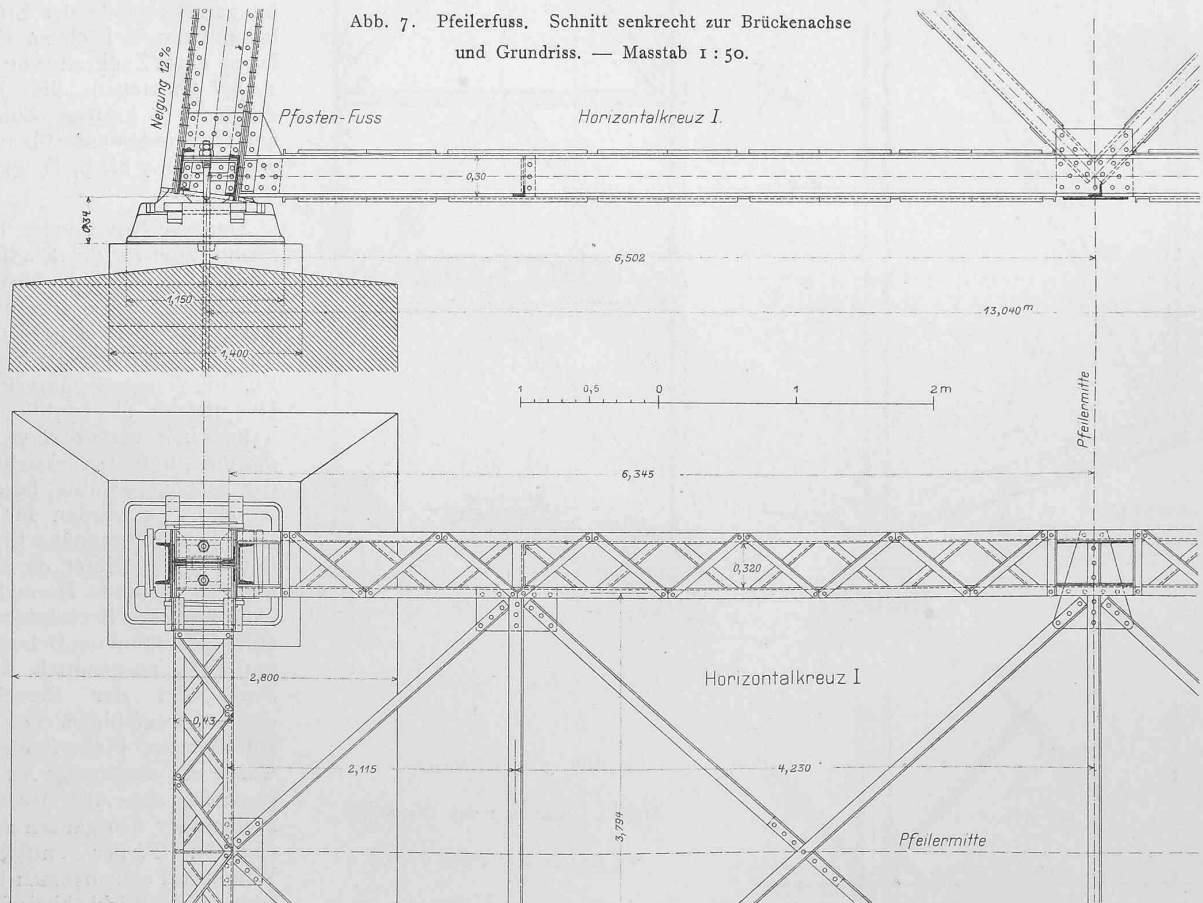 Abb. 7. Pfeilerfuss. Schnitt senkrecht zur Brückenachse
und Grundriss. — Masstab 1 : 50.
Neigung 12%
Pfosten-Fuss
Horizontalkreuz I.
0,30
0,34
6,502
1,150
13,040 m
1,400
1 0,5 0 1 2 m
Pfeilermitte
6,345
0,320
Horizontalkreuz I
2,800
0,43
2,115
4,230
3,794
Pfeilermitte